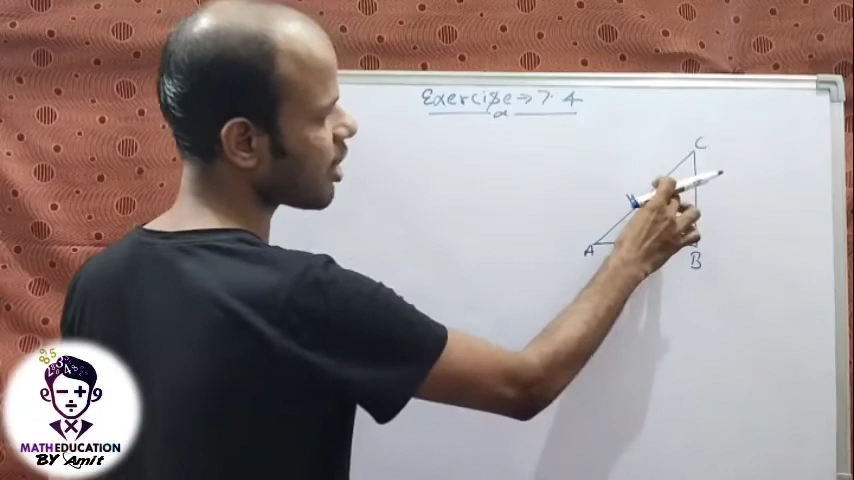 Exercise ⇒ 7.4
C
A
B
MATHEDUCATION
BY Amit